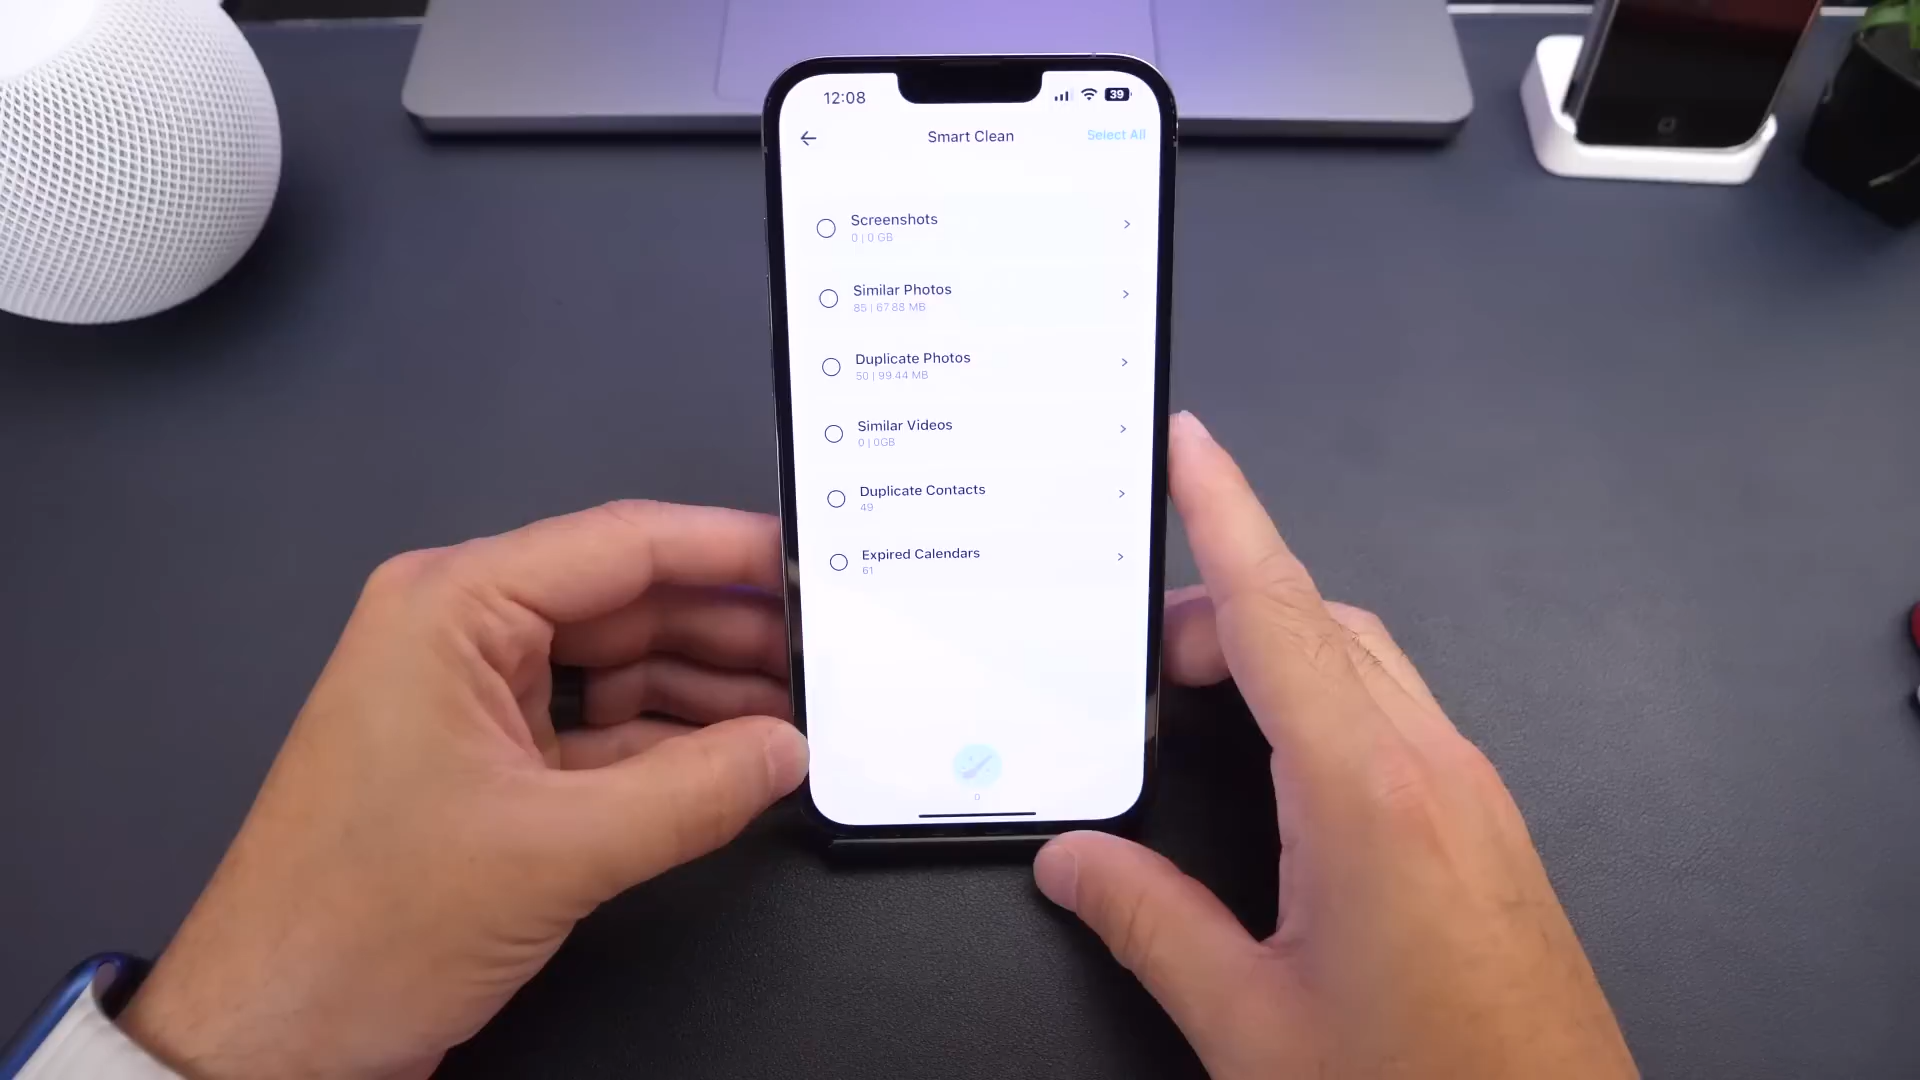 12:08
39
Smart Clean
Select All
Screenshots
0 | 0 GB
Similar Photos
85 | 67.88 MB
Duplicate Photos
50 | 99.44 MB
Similar Videos
0 | 0GB
Duplicate Contacts
49
Expired Calendars
61
0